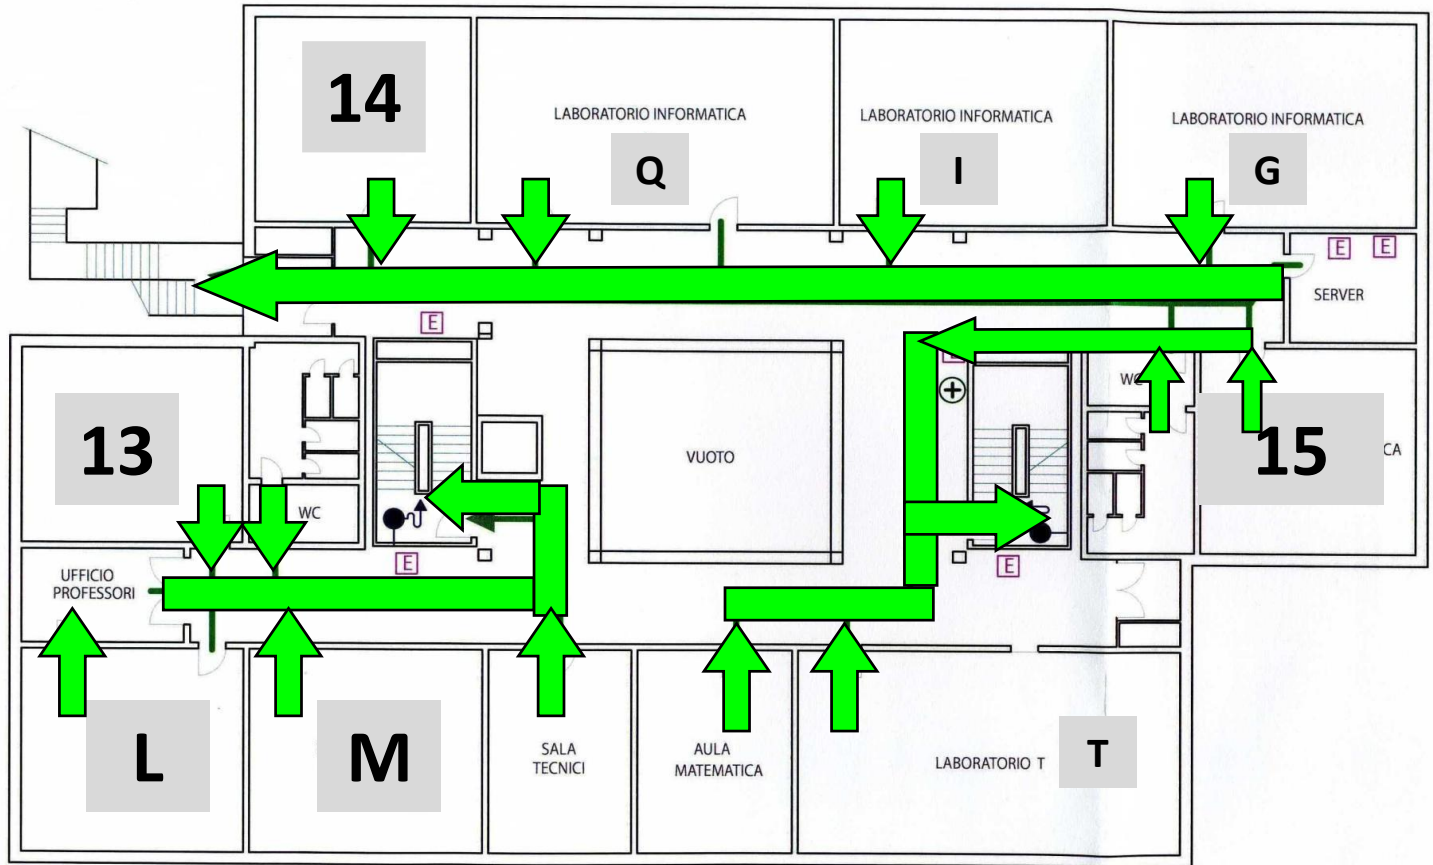 14
LABORATORIO INFORMATICA
Q
LABORATORIO INFORMATICA
I
LABORATORIO INFORMATICA
G
E
E
SERVER
E
13
WC
VUOTO
15
CA
WC
E
E
UFFICIO
PROFESSORI
L
M
SALA
TECNICI
AULA
MATEMATICA
LABORATORIO T
T